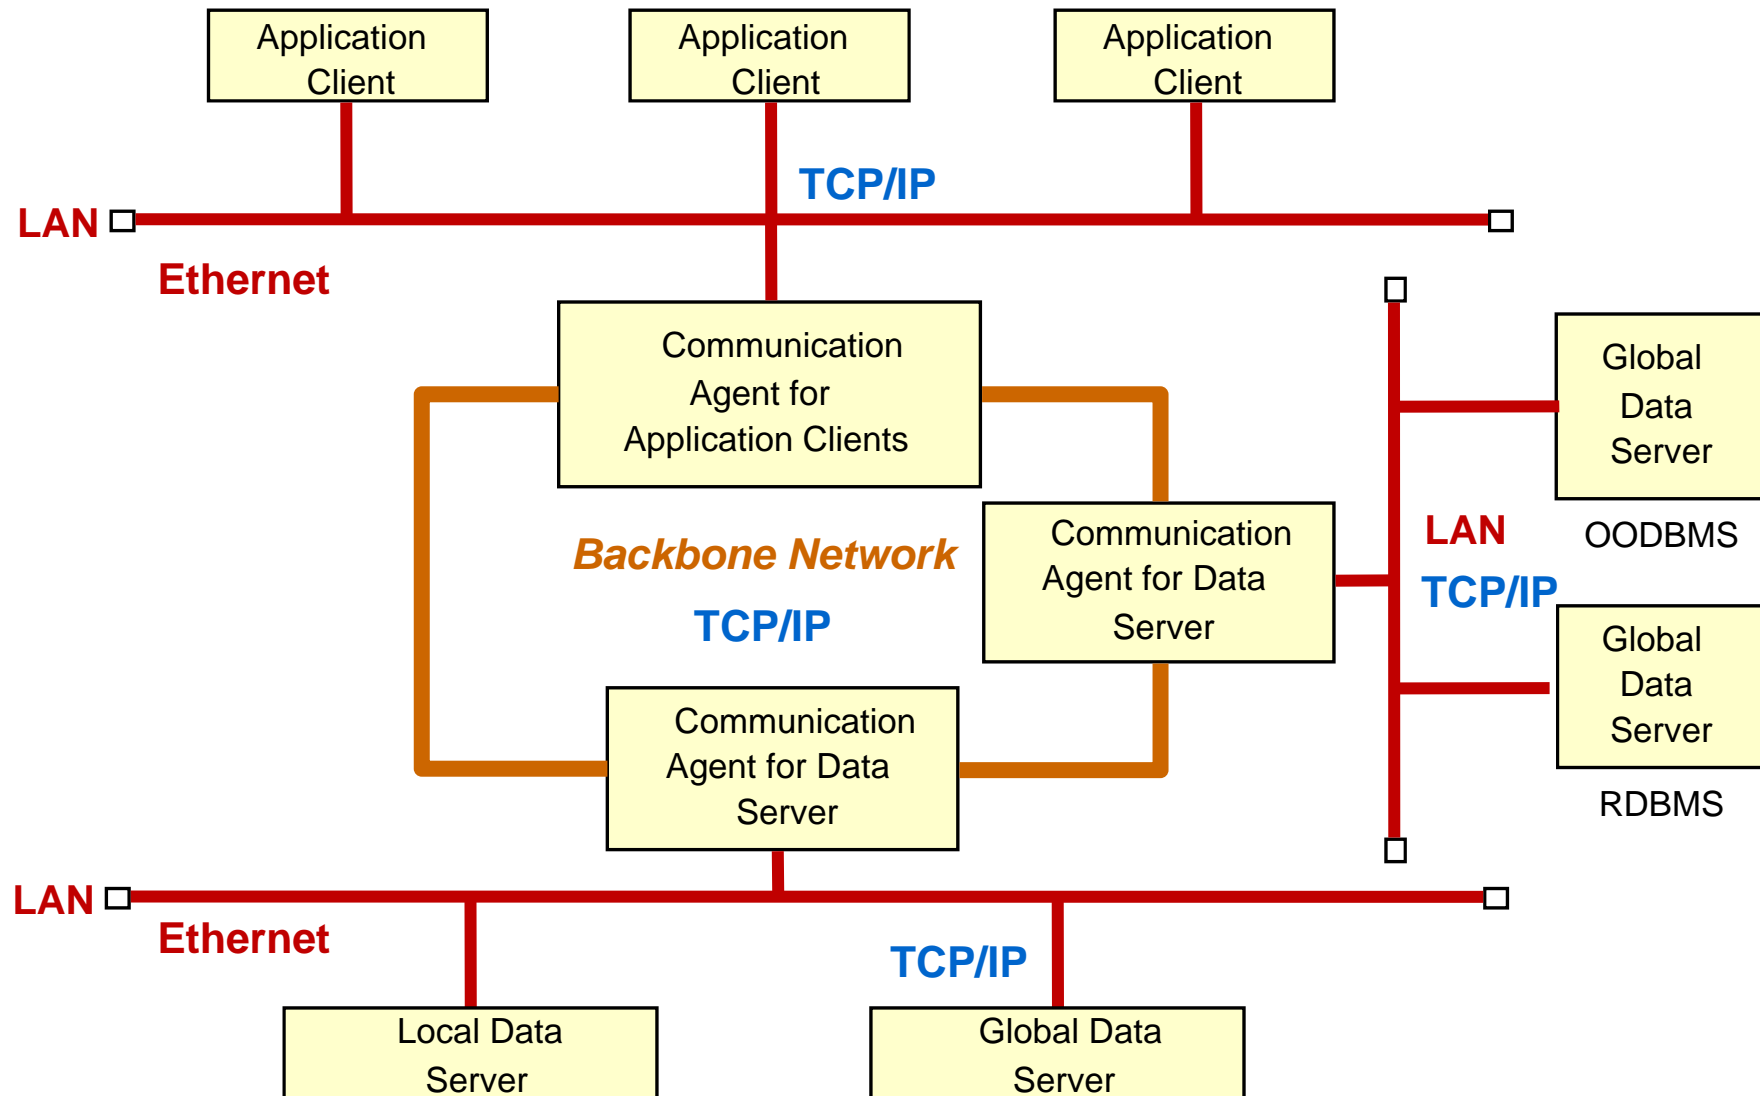 Application
Client
Application
Client
Application
Client
TCP/IP
LAN
Ethernet
Communication
Agent for
Application Clients
Global
Data
Server
OODBMS
Backbone Network
TCP/IP
Communication
Agent for Data
Server
LAN
TCP/IP
Global
Data
Server
RDBMS
Communication
Agent for Data
Server
LAN
Ethernet
TCP/IP
Local Data
Server
Global Data
Server